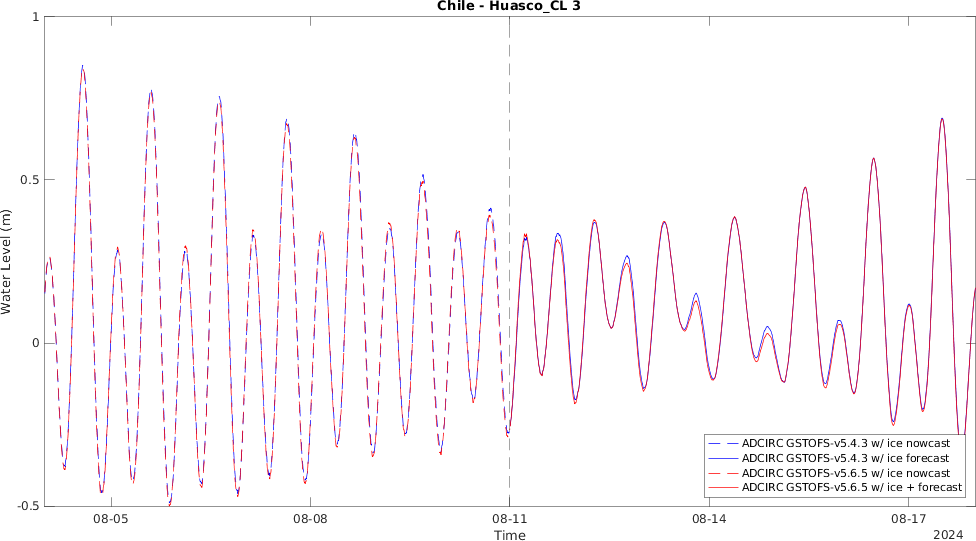 Chile - Huasco_CL 3
Water Level (m)
1
0.5
0
-0.5
08-05 08-08 08-11 08-14 08-17
Time
2024
ADCIRC GSTOFS-v5.4.3 w/ ice nowcast
ADCIRC GSTOFS-v5.4.3 w/ ice forecast
ADCIRC GSTOFS-v5.6.5 w/ ice nowcast
ADCIRC GSTOFS-v5.6.5 w/ ice + forecast